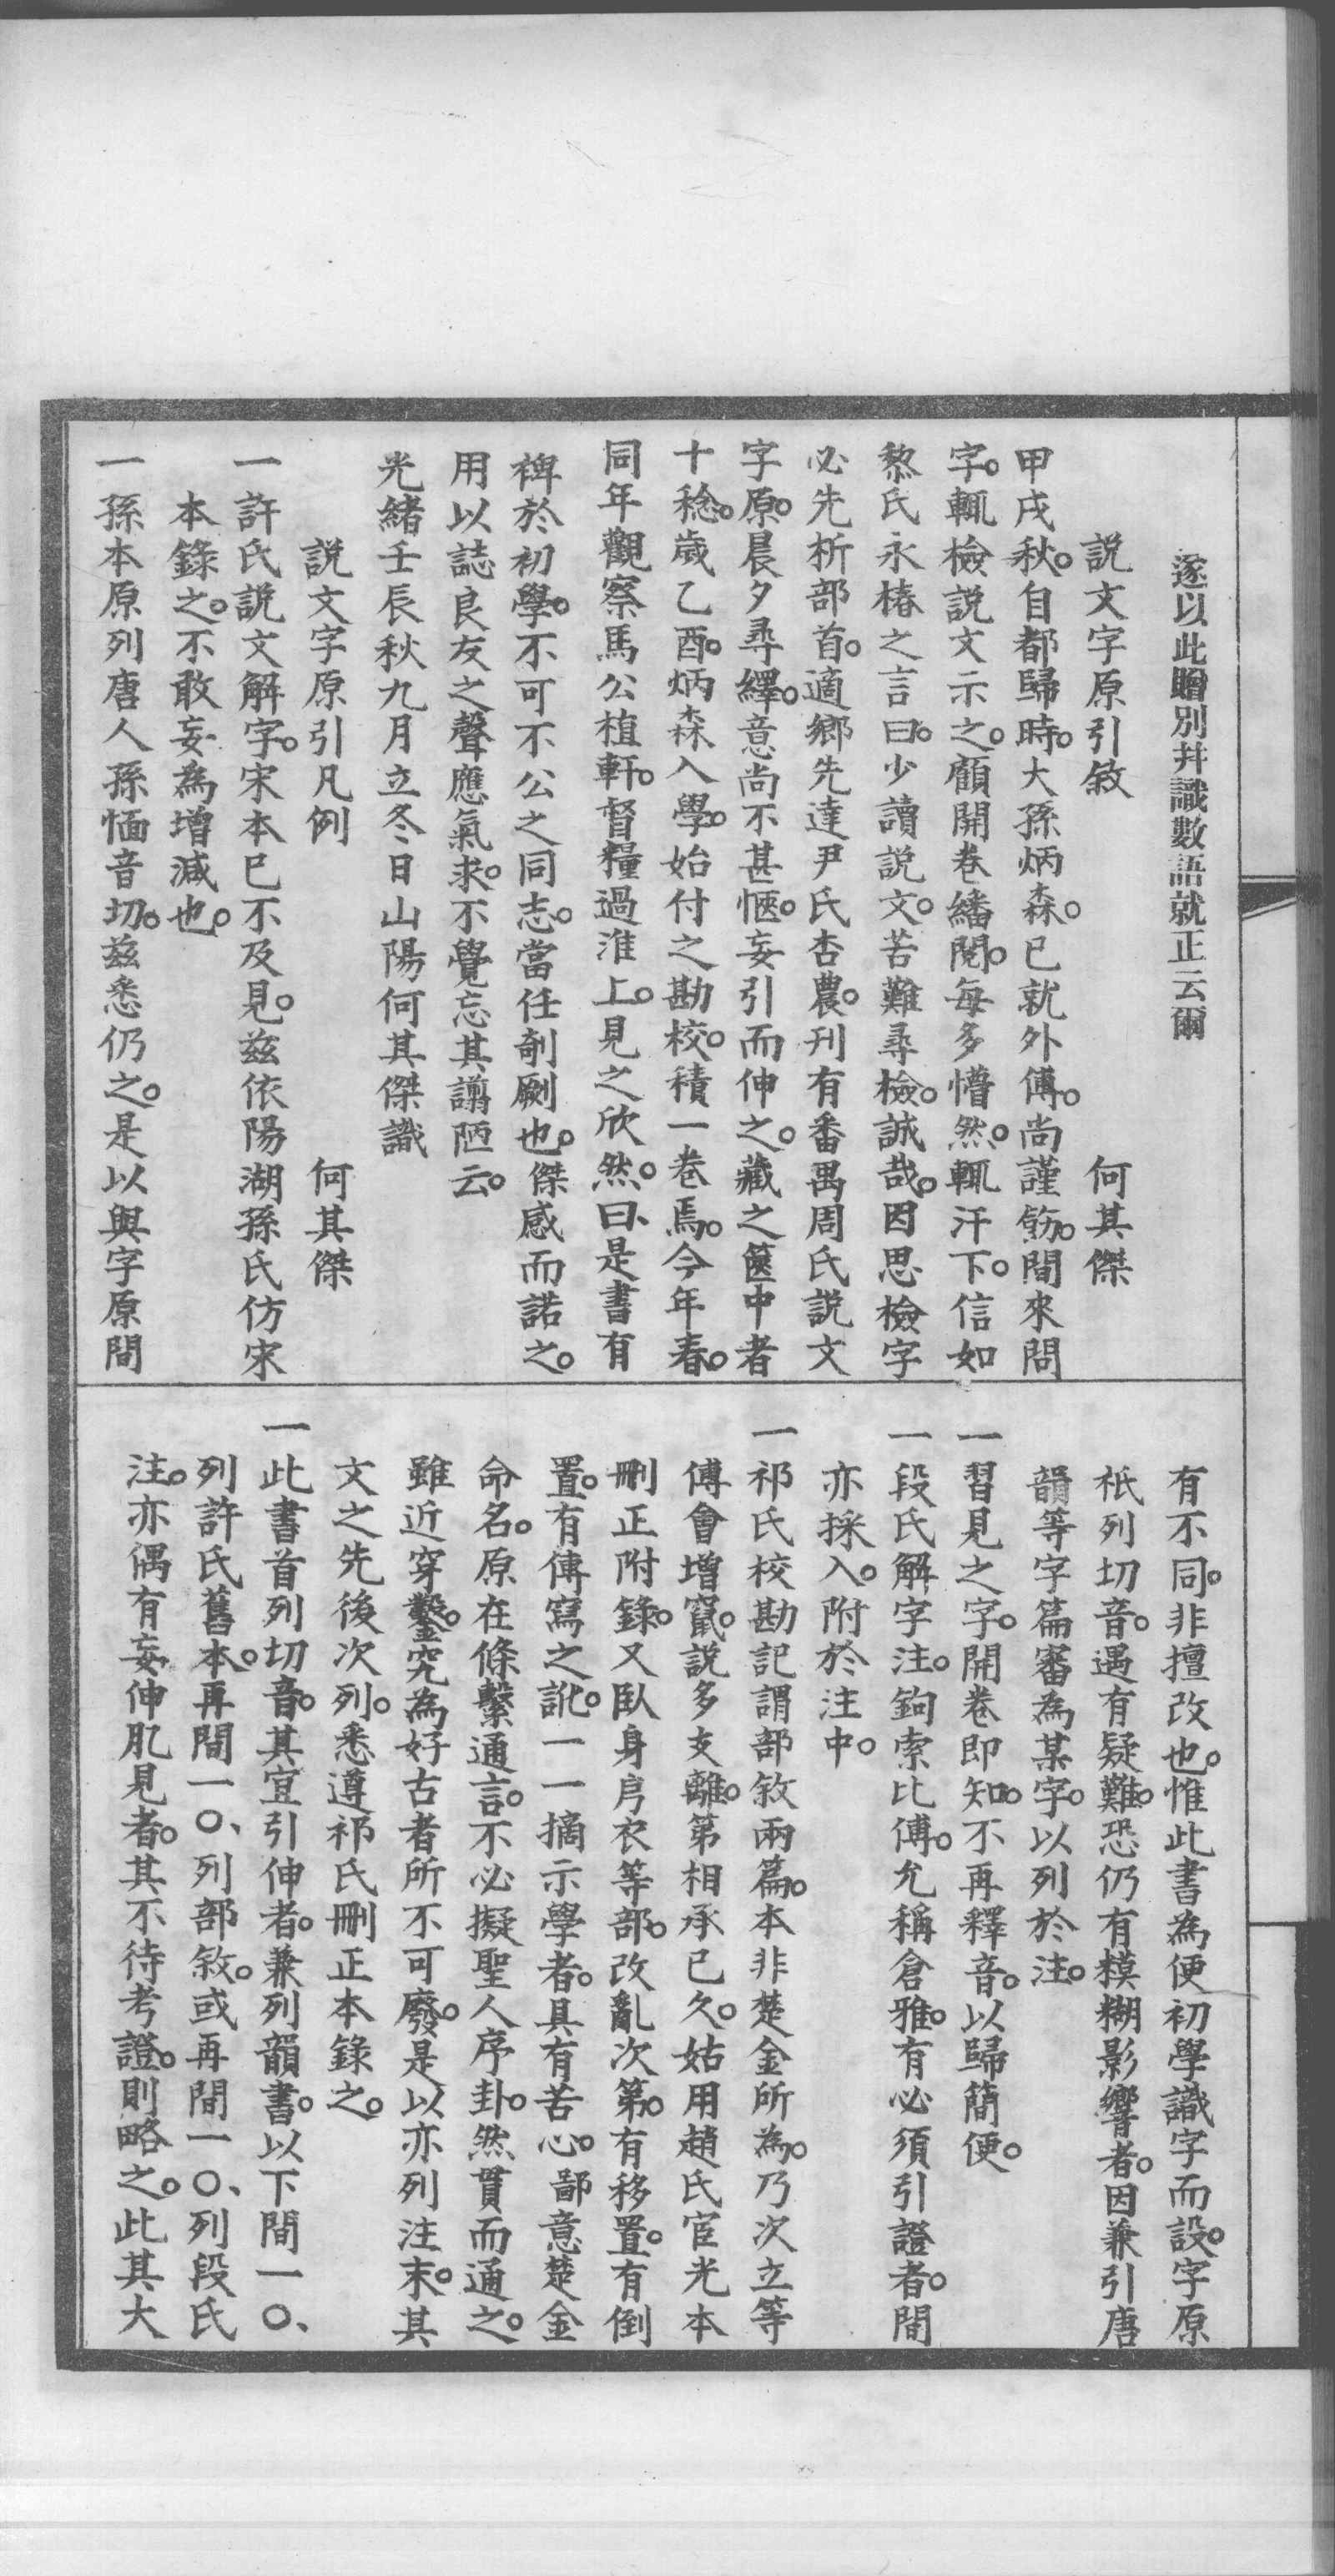 遂以此贈別幷識數語就正云爾
說文字原引敘　何其傑
甲戌秋。自都歸時。大孫炳森。已就外傅。尚謹飭。間來問
字。輒檢說文示之。顧開卷繙閱。每多懵然。輒汗下。信如
黎氏永椿之言曰。少讀說文。苦難尋檢。誠哉。因思檢字
必先析部首。適鄉先達尹氏杏農。刊有番禺周氏說文
字原。晨夕尋繹。意尚不甚愜。妄引而伸之。藏之篋中者
十稔。歲乙酉。炳森入學。始付之勘校。積一卷焉。今年春。
同年觀察馬公植軒。督糧過淮上。見之欣然。曰、是書有
裨於初學。不可不公之同志。當任剞劂也。傑感而諾之。
用以誌良友之聲應氣求。不覺忘其譾陋云。
光緒壬辰秋九月立冬日山陽何其傑識
說文字原引凡例　何其傑
一許氏說文解字。宋本已不及見。茲依陽湖孫氏仿宋
本錄之。不敢妄為增減也。
一孫本原列唐人孫愐音切。茲悉仍之。是以與字原間
有不同。非擅改也。惟此書為便初學識字而設。字原
祇列切音。遇有疑難。恐仍有糢糊影響者。因兼引唐
韻等字篇審為某字。以列於注。
一習見之字。開卷即知。不再釋音。以歸簡便。
一段氏解字注。鉤索比傅。允稱倉雅。有必須引證者。間
亦採入。附於注中。
一祁氏校勘記謂部敘兩篇。本非楚金所為。乃次立等
傅會增竄。說多支離。第相承已久。姑用趙氏宦光本
刪正附錄。又臥身㐆衣等部。改亂次第。有移置。有倒
置。有傳寫之訛。一一摘示學者。具有苦心。鄙意楚金
命名。原在條繫通言。不必擬聖人序卦。然貫而通之。
雖近穿鑿。究為好古者所不可廢。是以亦列注末。其
文之先後次列。悉遵祁氏刪正本錄之。
一此書首列切音。其宜引伸者。兼列韻書。以下間一○、
列許氏舊本。再間一○、列部敘。或再間一○、列段氏
注。亦偶有妄伸肊見者。其不待考證。則略之。此其大